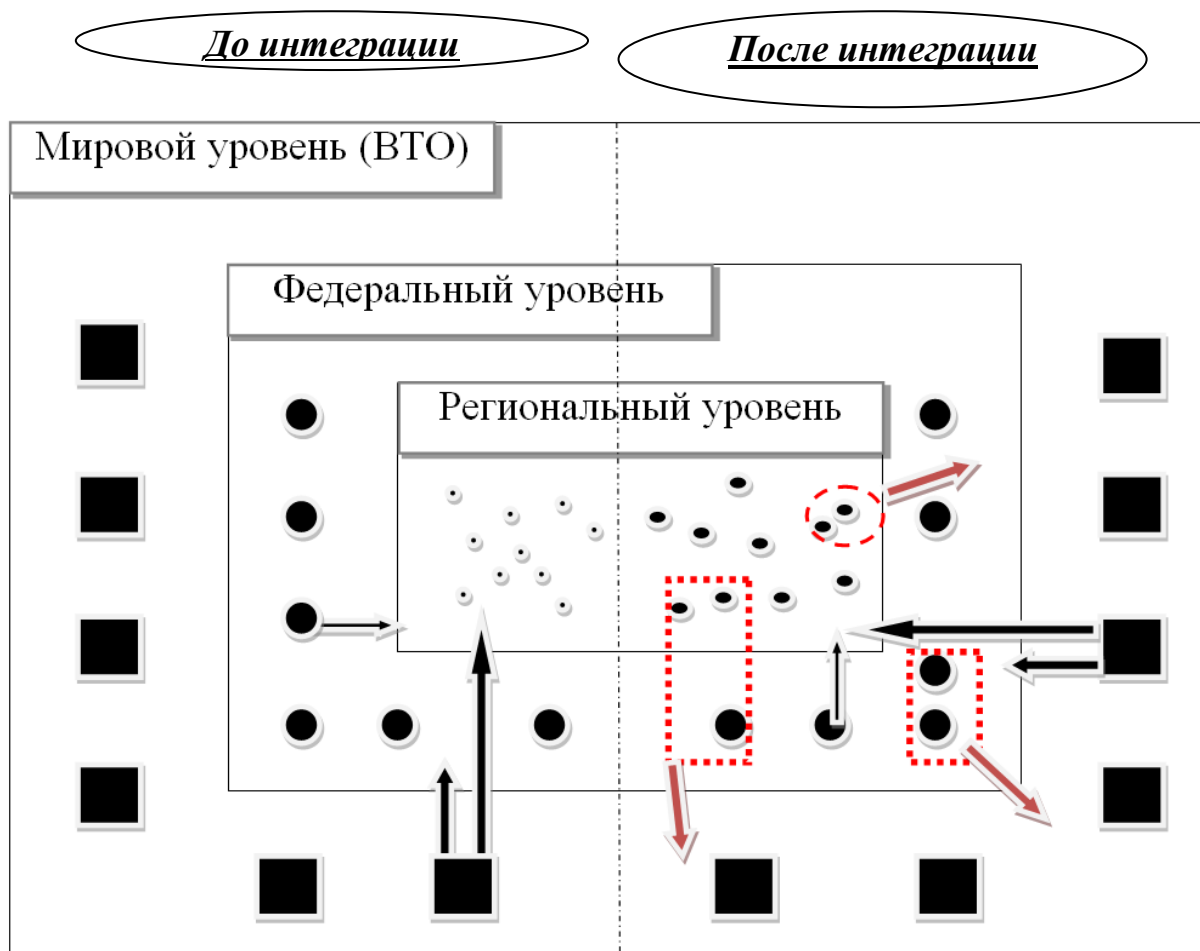 До интеграции
После интеграции
Мировой уровень (ВТО)
Федеральный уровень
Региональный уровень